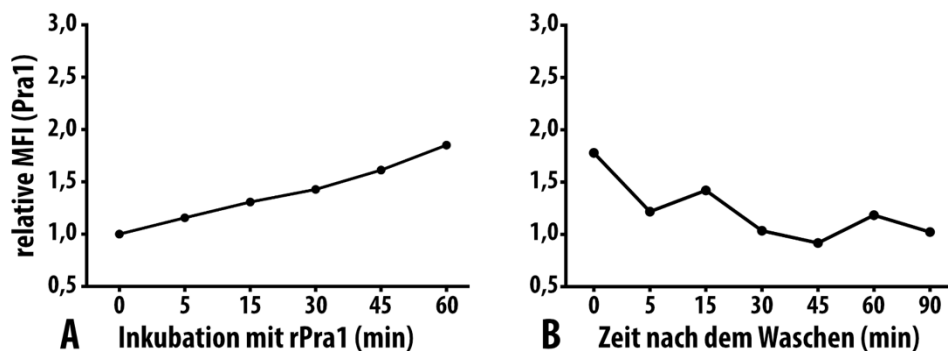 relative MFI (Pra1)
3,0
2,5
2,0
1,5
1,0
0,5
0 5 15 30 45 60
A Inkubation mit rPra1 (min)
3,0
2,5
2,0
1,5
1,0
0,5
0 5 15 30 45 60 90
B Zeit nach dem Waschen (min)